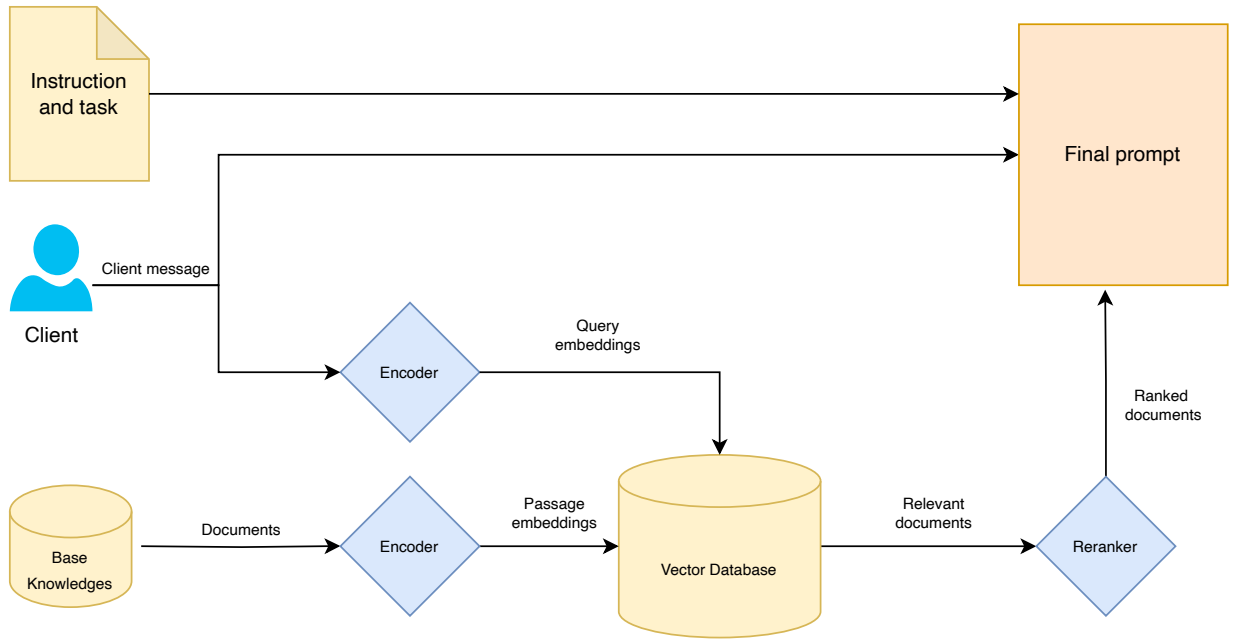 Instruction
and task
Final prompt
Client message
Client
Query
embeddings
Encoder
Ranked
documents
Passage
embeddings
Relevant
documents
Documents
Encoder
Reranker
Base
Knowledges
Vector Database